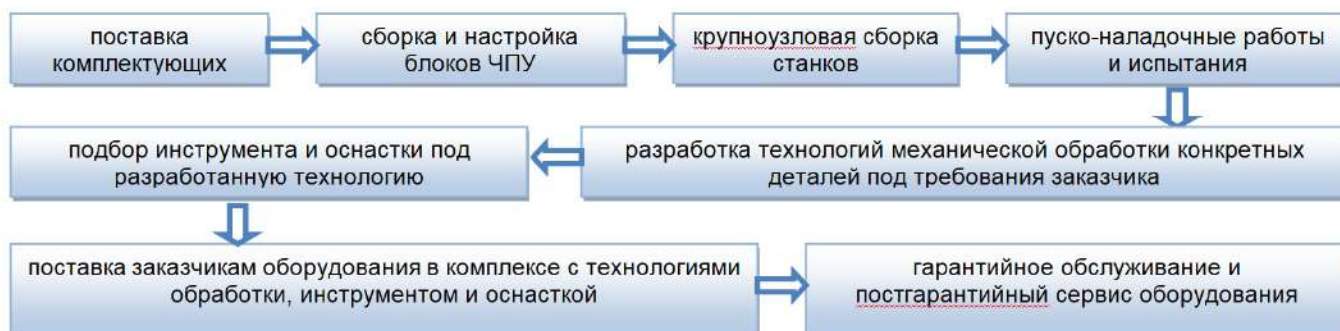 поставка
комплектующих
сборка и настройка
блоков ЧПУ
крупноузловая сборка
станков
пуско-наладочные работы
и испытания
разработка технологий механической обработки конкретных
деталей под требования заказчика
подбор инструмента и оснастки под
разработанную технологию
поставка заказчикам оборудования в комплексе с технологиями
обработки, инструментом и оснасткой
гарантийное обслуживание и
постгарантийный сервис оборудования